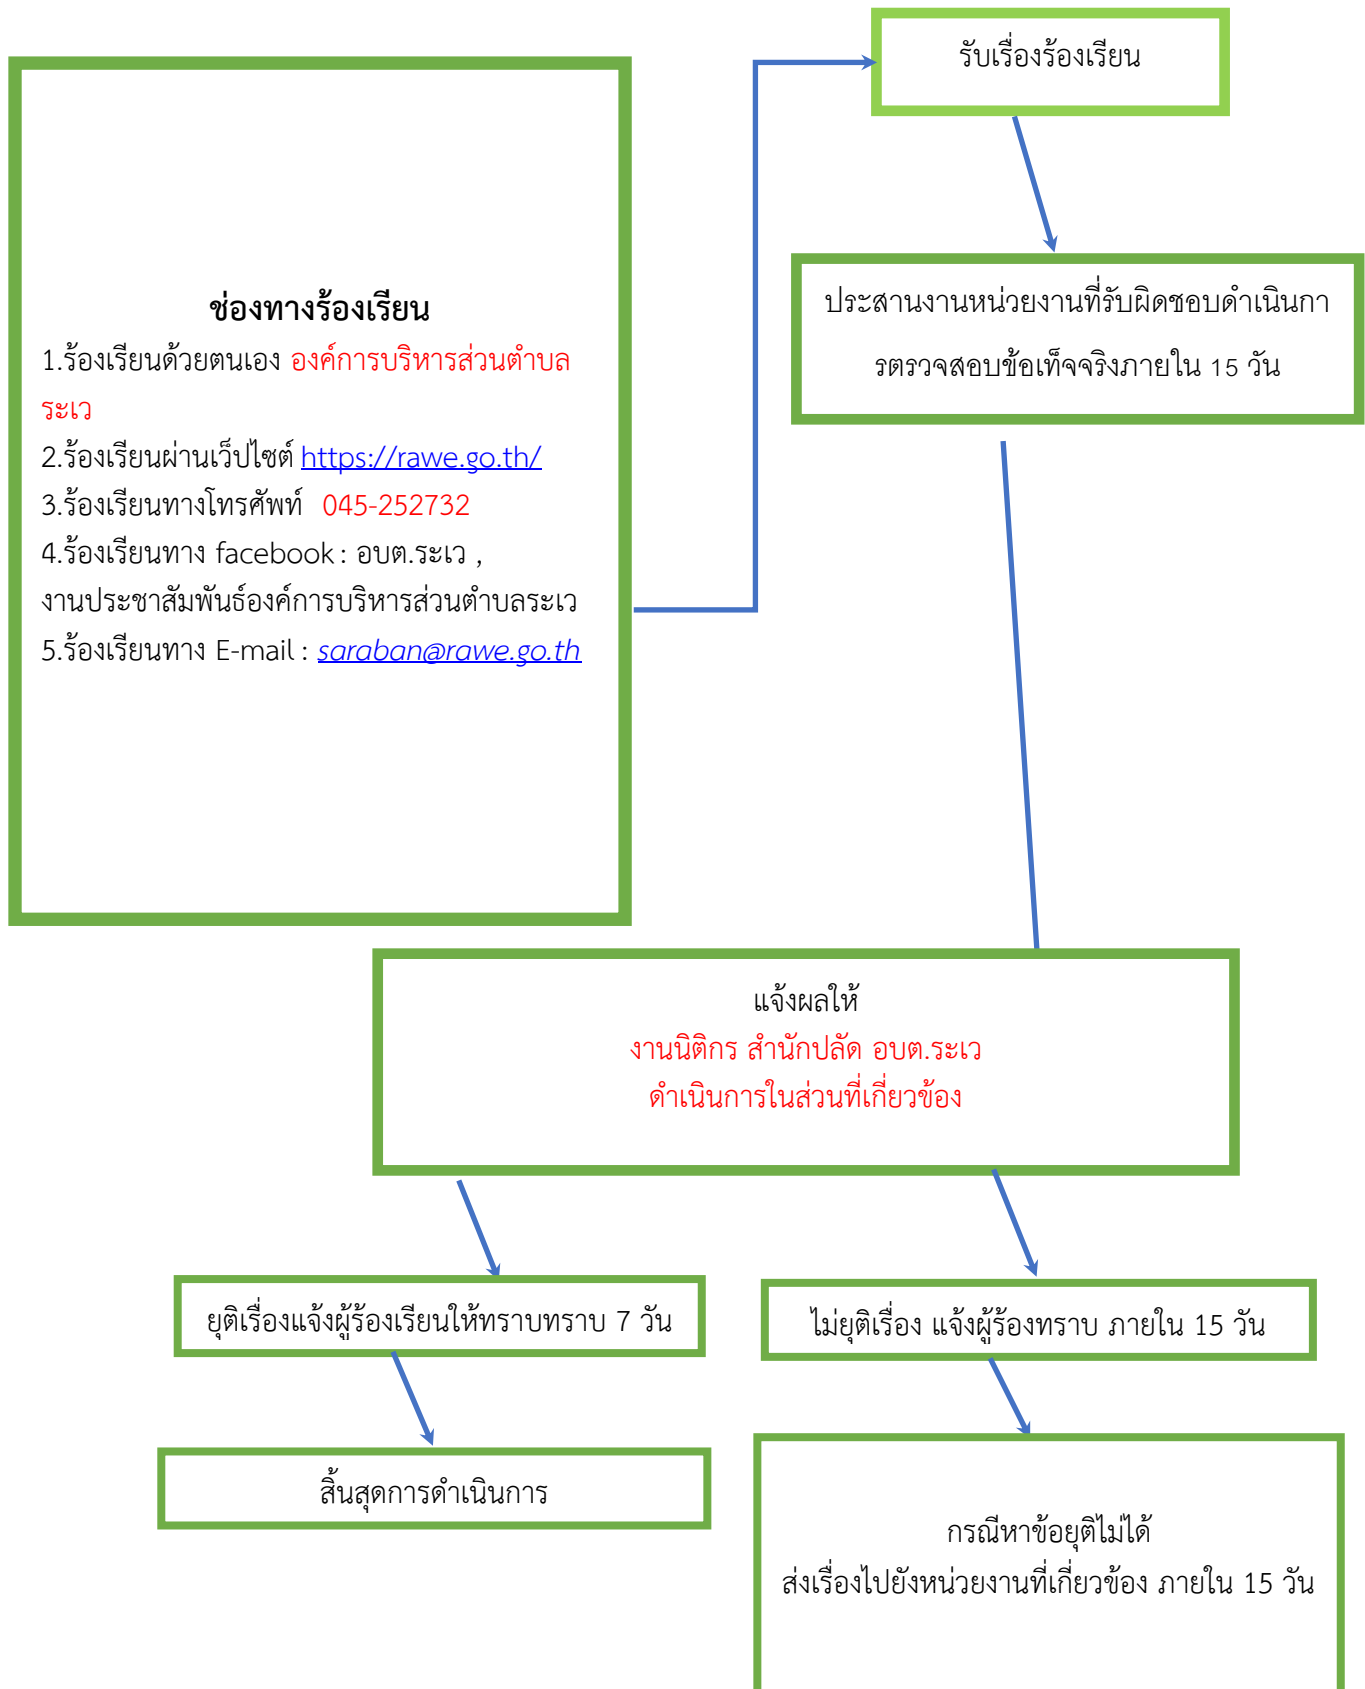 รับเรื่องร้องเรียน
ช่องทางร้องเรียน
1.ร้องเรียนด้วยตนเอง องค์การบริหารส่วนตำบล
ระเว
2.ร้องเรียนผ่านเว็ปไซต์ https://rawe.go.th/
3.ร้องเรียนทางโทรศัพท์ 045-252732
4.ร้องเรียนทาง facebook : อบต.ระเว ,
งานประชาสัมพันธ์องค์การบริหารส่วนตำบลระเว
5.ร้องเรียนทาง E-mail : saraban@rawe.go.th
ประสานงานหน่วยงานที่รับผิดชอบดำเนินกา
รตรวจสอบข้อเท็จจริงภายใน 15 วัน
แจ้งผลให้
งานนิติกร สำนักปลัด อบต.ระเว
ดำเนินการในส่วนที่เกี่ยวข้อง
ยุติเรื่องแจ้งผู้ร้องเรียนให้ทราบทราบ 7 วัน
ไม่ยุติเรื่อง แจ้งผู้ร้องทราบ ภายใน 15 วัน
สิ้นสุดการดำเนินการ
กรณีหาข้อยุติไม่ได้
ส่งเรื่องไปยังหน่วยงานที่เกี่ยวข้อง ภายใน 15 วัน